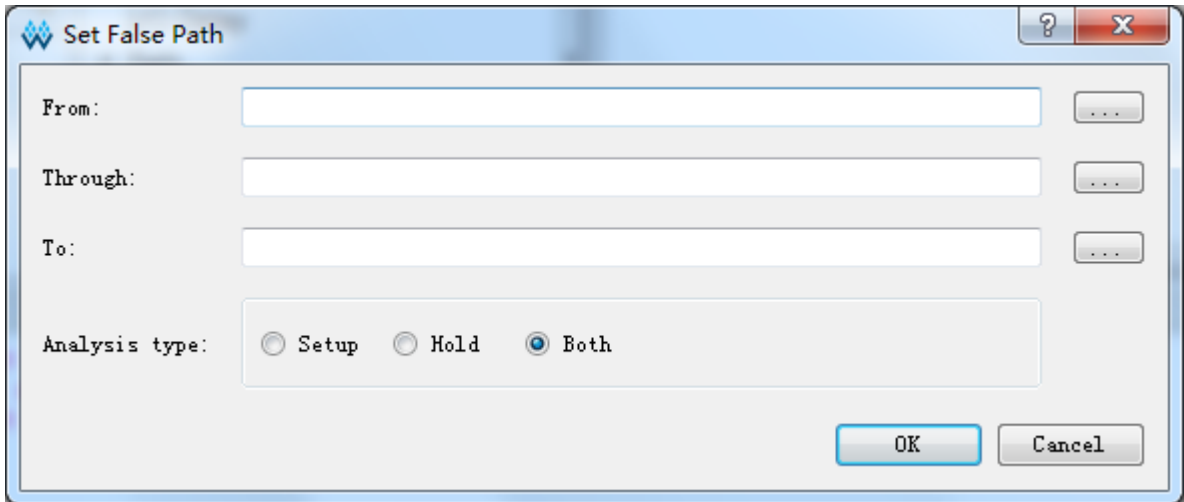 Set False Path
?
From:
...
Through:
...
To:
...
Analysis type: Setup Hold Both
OK Cancel